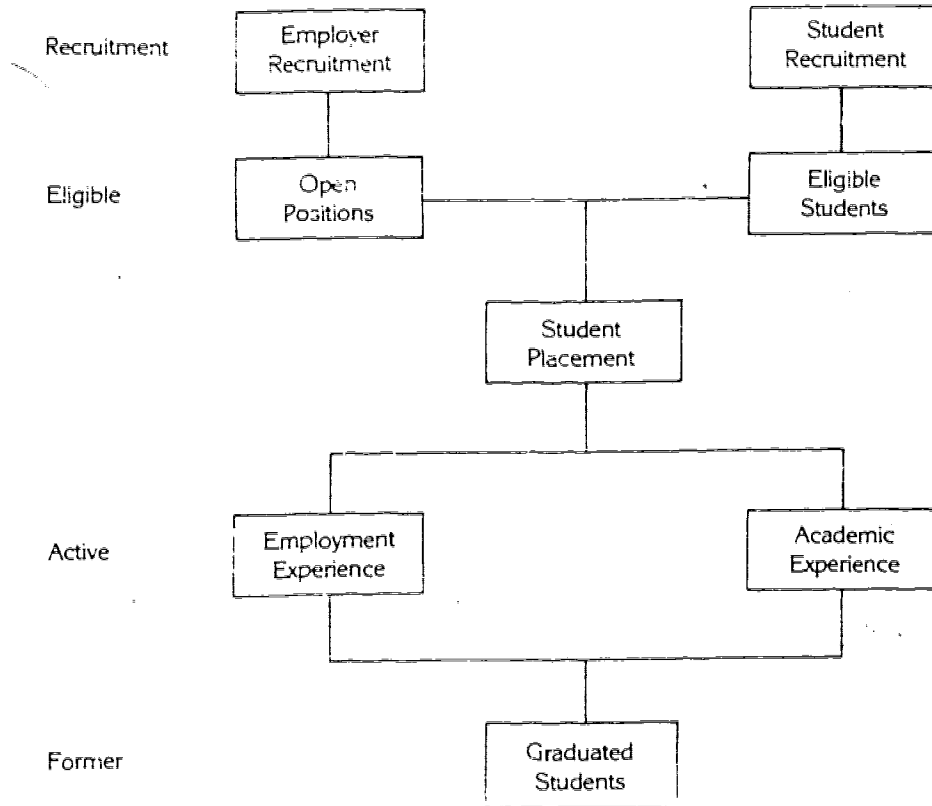 Recruitment
Employer
Recruitment
Student
Recruitment
Eligible
Open
Positions
Eligible
Students
Student
Placement
Active
Employment
Experience
Academic
Experience
Former
Graduated
Students